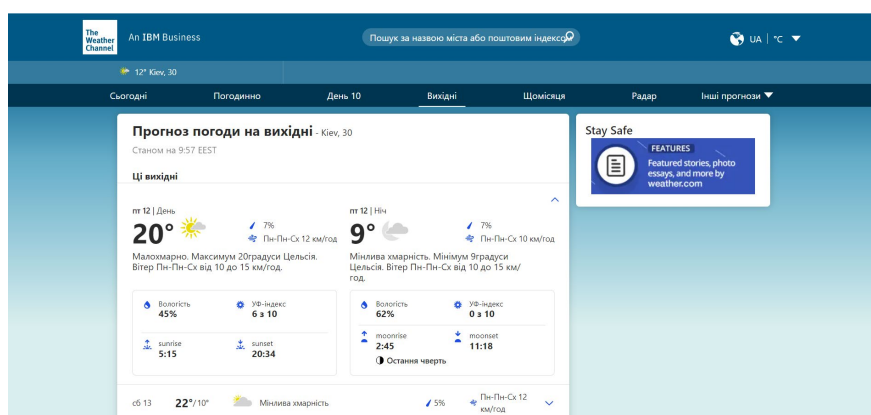 The
Weather
Channel
An IBM Business
Пошук за назвою міста або поштовим індексом
UA | °C
12° Kiev, 30
Сьогодні Погодинно День 10 Вихідні Щомісяця Радар Інші прогнози
Прогноз погоди на вихідні - Kiev, 30
Станом на 9:57 EEST
Ці вихідні
пт 12 | День
20°
7%
Пн-Пн-Сх 12 км/год
Малохмарно. Максимум 20градуси Цельсія.
Вітер Пн-Пн-Сх від 10 до 15 км/год.
Вологість
45%
УФ-індекс
6 з 10
sunrise
5:15
sunset
20:34
пт 12 | Ніч
9°
7%
Пн-Пн-Сх 10 км/год
Мінлива хмарність. Мінімум 9градуси
Цельсія. Вітер Пн-Пн-Сх від 10 до 15 км/
год.
Вологість
62%
УФ-індекс
0 з 10
moonrise
2:45
moonset
11:18
Остання чверть
сб 13 22°/10° Мінлива хмарність 5% Пн-Пн-Сх 12
км/год
Stay Safe
FEATURES
Featured stories, photo
essays, and more by
weather.com